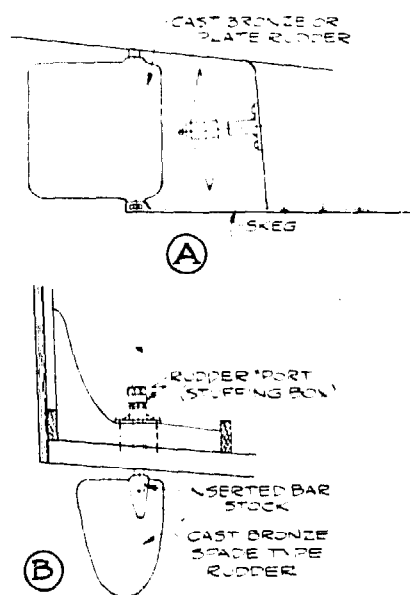 CAST BRONZE OR
PLATE RUDDER
SKEG
A
RUDDER PORT
(STUFFING BOX)
INSERTED BAR
STOCK
CAST BRONZE
SPADE TYPE
RUDDER
B